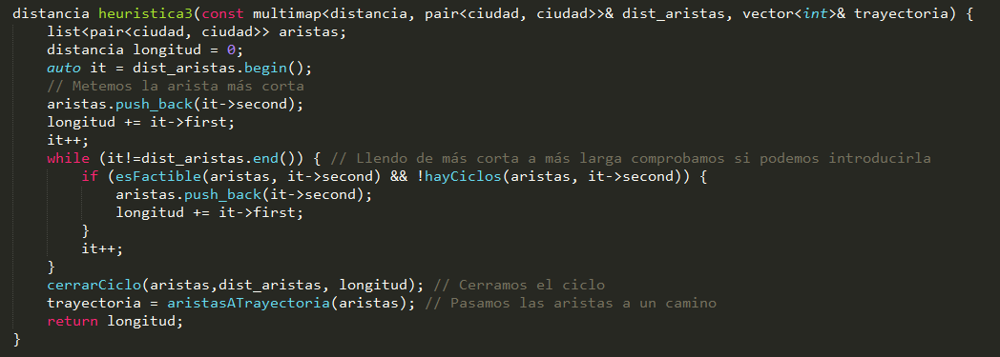 distancia heuristica3(const multimap<distancia, pair<ciudad, ciudad>>& dist_aristas, vector<int>& trayectoria) {
    list<pair<ciudad, ciudad>> aristas;
    distancia longitud = 0;
    auto it = dist_aristas.begin();
    // Metemos la arista más corta
    aristas.push_back(it->second);
    longitud += it->first;
    it++;
    while (it!=dist_aristas.end()) { // Llendo de más corta a más larga comprobamos si podemos introducirla
        if (esFactible(aristas, it->second) && !hayCiclos(aristas, it->second)) {
            aristas.push_back(it->second);
            longitud += it->first;
        }
        it++;
    }
    cerrarCiclo(aristas,dist_aristas, longitud); // Cerramos el ciclo
    trayectoria = aristasATrayectoria(aristas); // Pasamos las aristas a un camino
    return longitud;
}